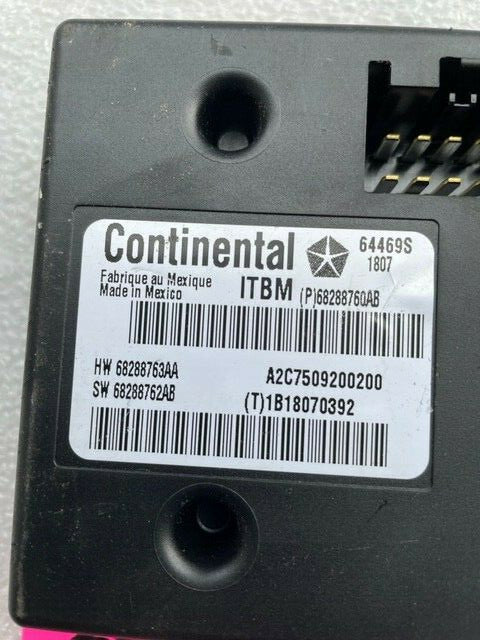 Continental 64469S
1807
Fabrique au Mexique
Made in Mexico
ITBM (P)68288760AB
HW 68288763AA
SW 68288762AB
A2C7509200200
(T)1B18070392